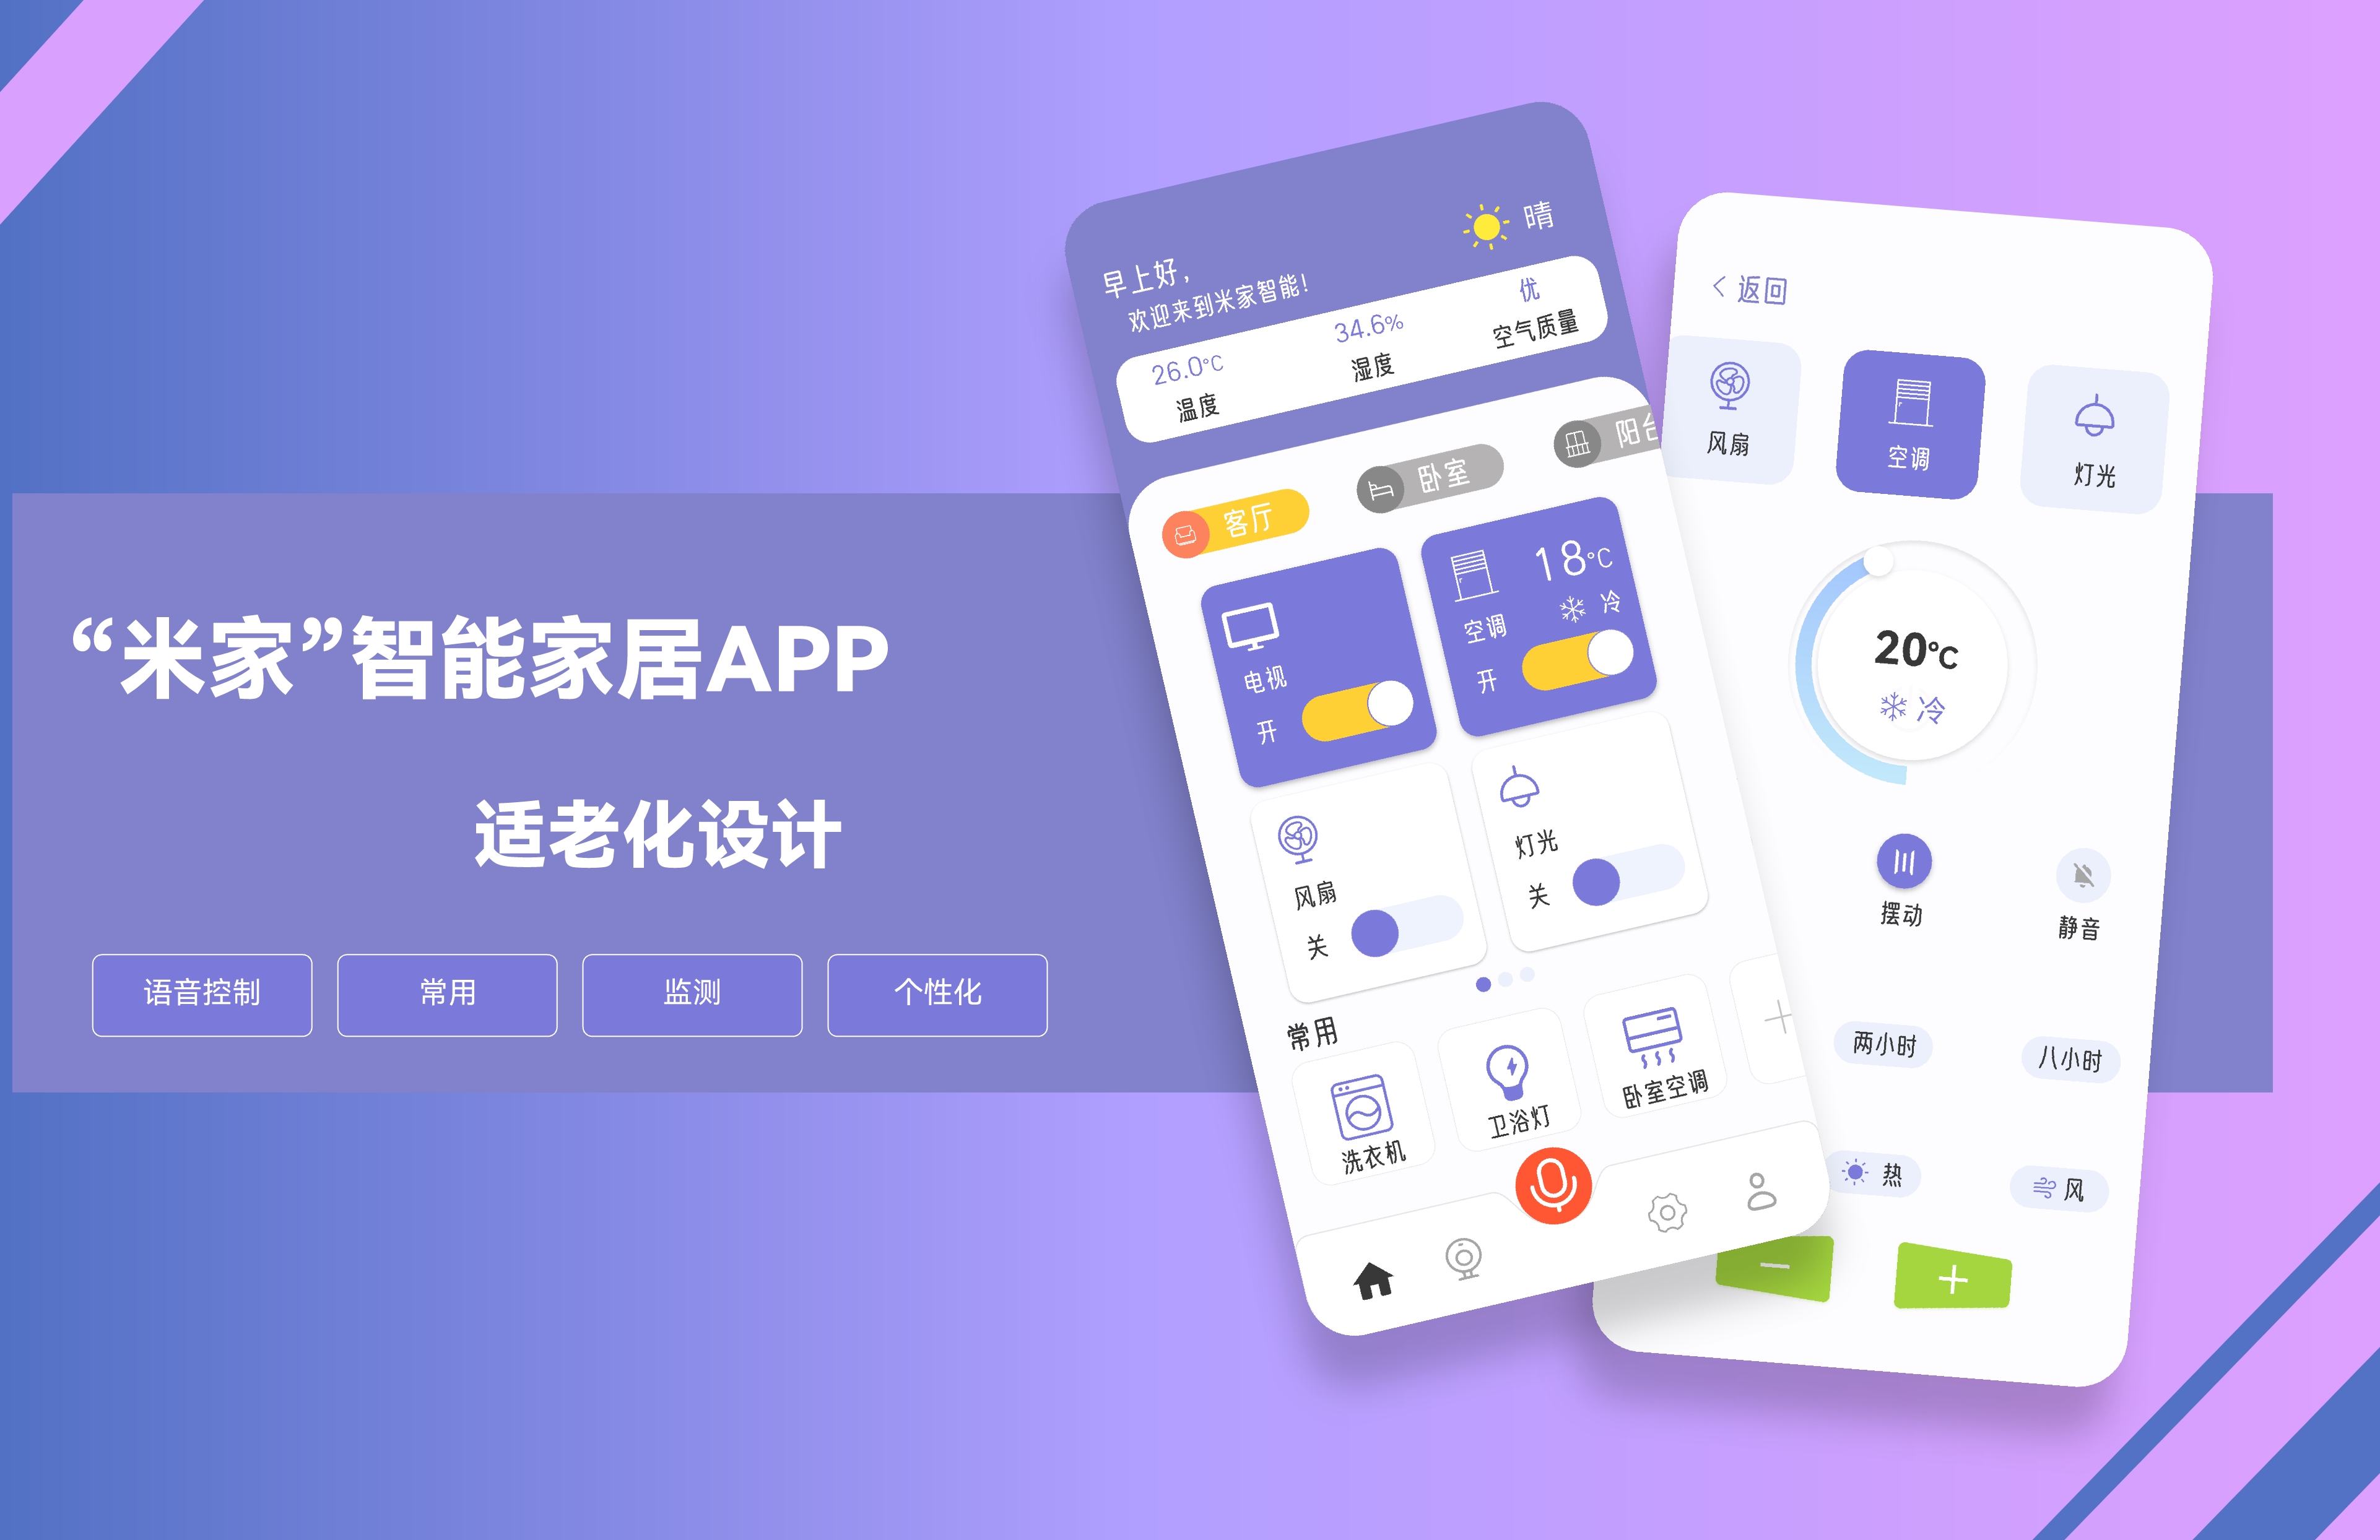 “米家”智能家居APP
适老化设计
语音控制 常用 监测 个性化
晴
早上好，
欢迎来到米家智能！
26.0°C 34.6% 优
温度 湿度 空气质量
客厅 卧室 阳台
电视
开
18°C
冷
空调
开
风扇
关
灯光
关
常用
洗衣机 卫浴灯 卧室空调
返回
风扇 空调 灯光
20°C
冷
摆动 静音
两小时 八小时
热 风
− +